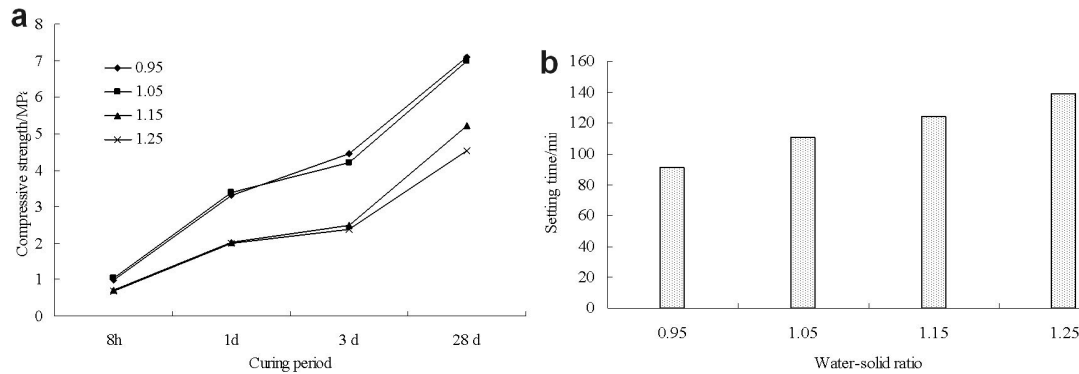 a
8
7
6
5
4
3
2
1
0
Compressive strength/MPa
0.95
1.05
1.15
1.25
8h
1d
3 d
28 d
Curing period
b
160
140
120
100
80
60
40
20
0
Setting time/mi
0.95
1.05
1.15
1.25
Water-solid ratio